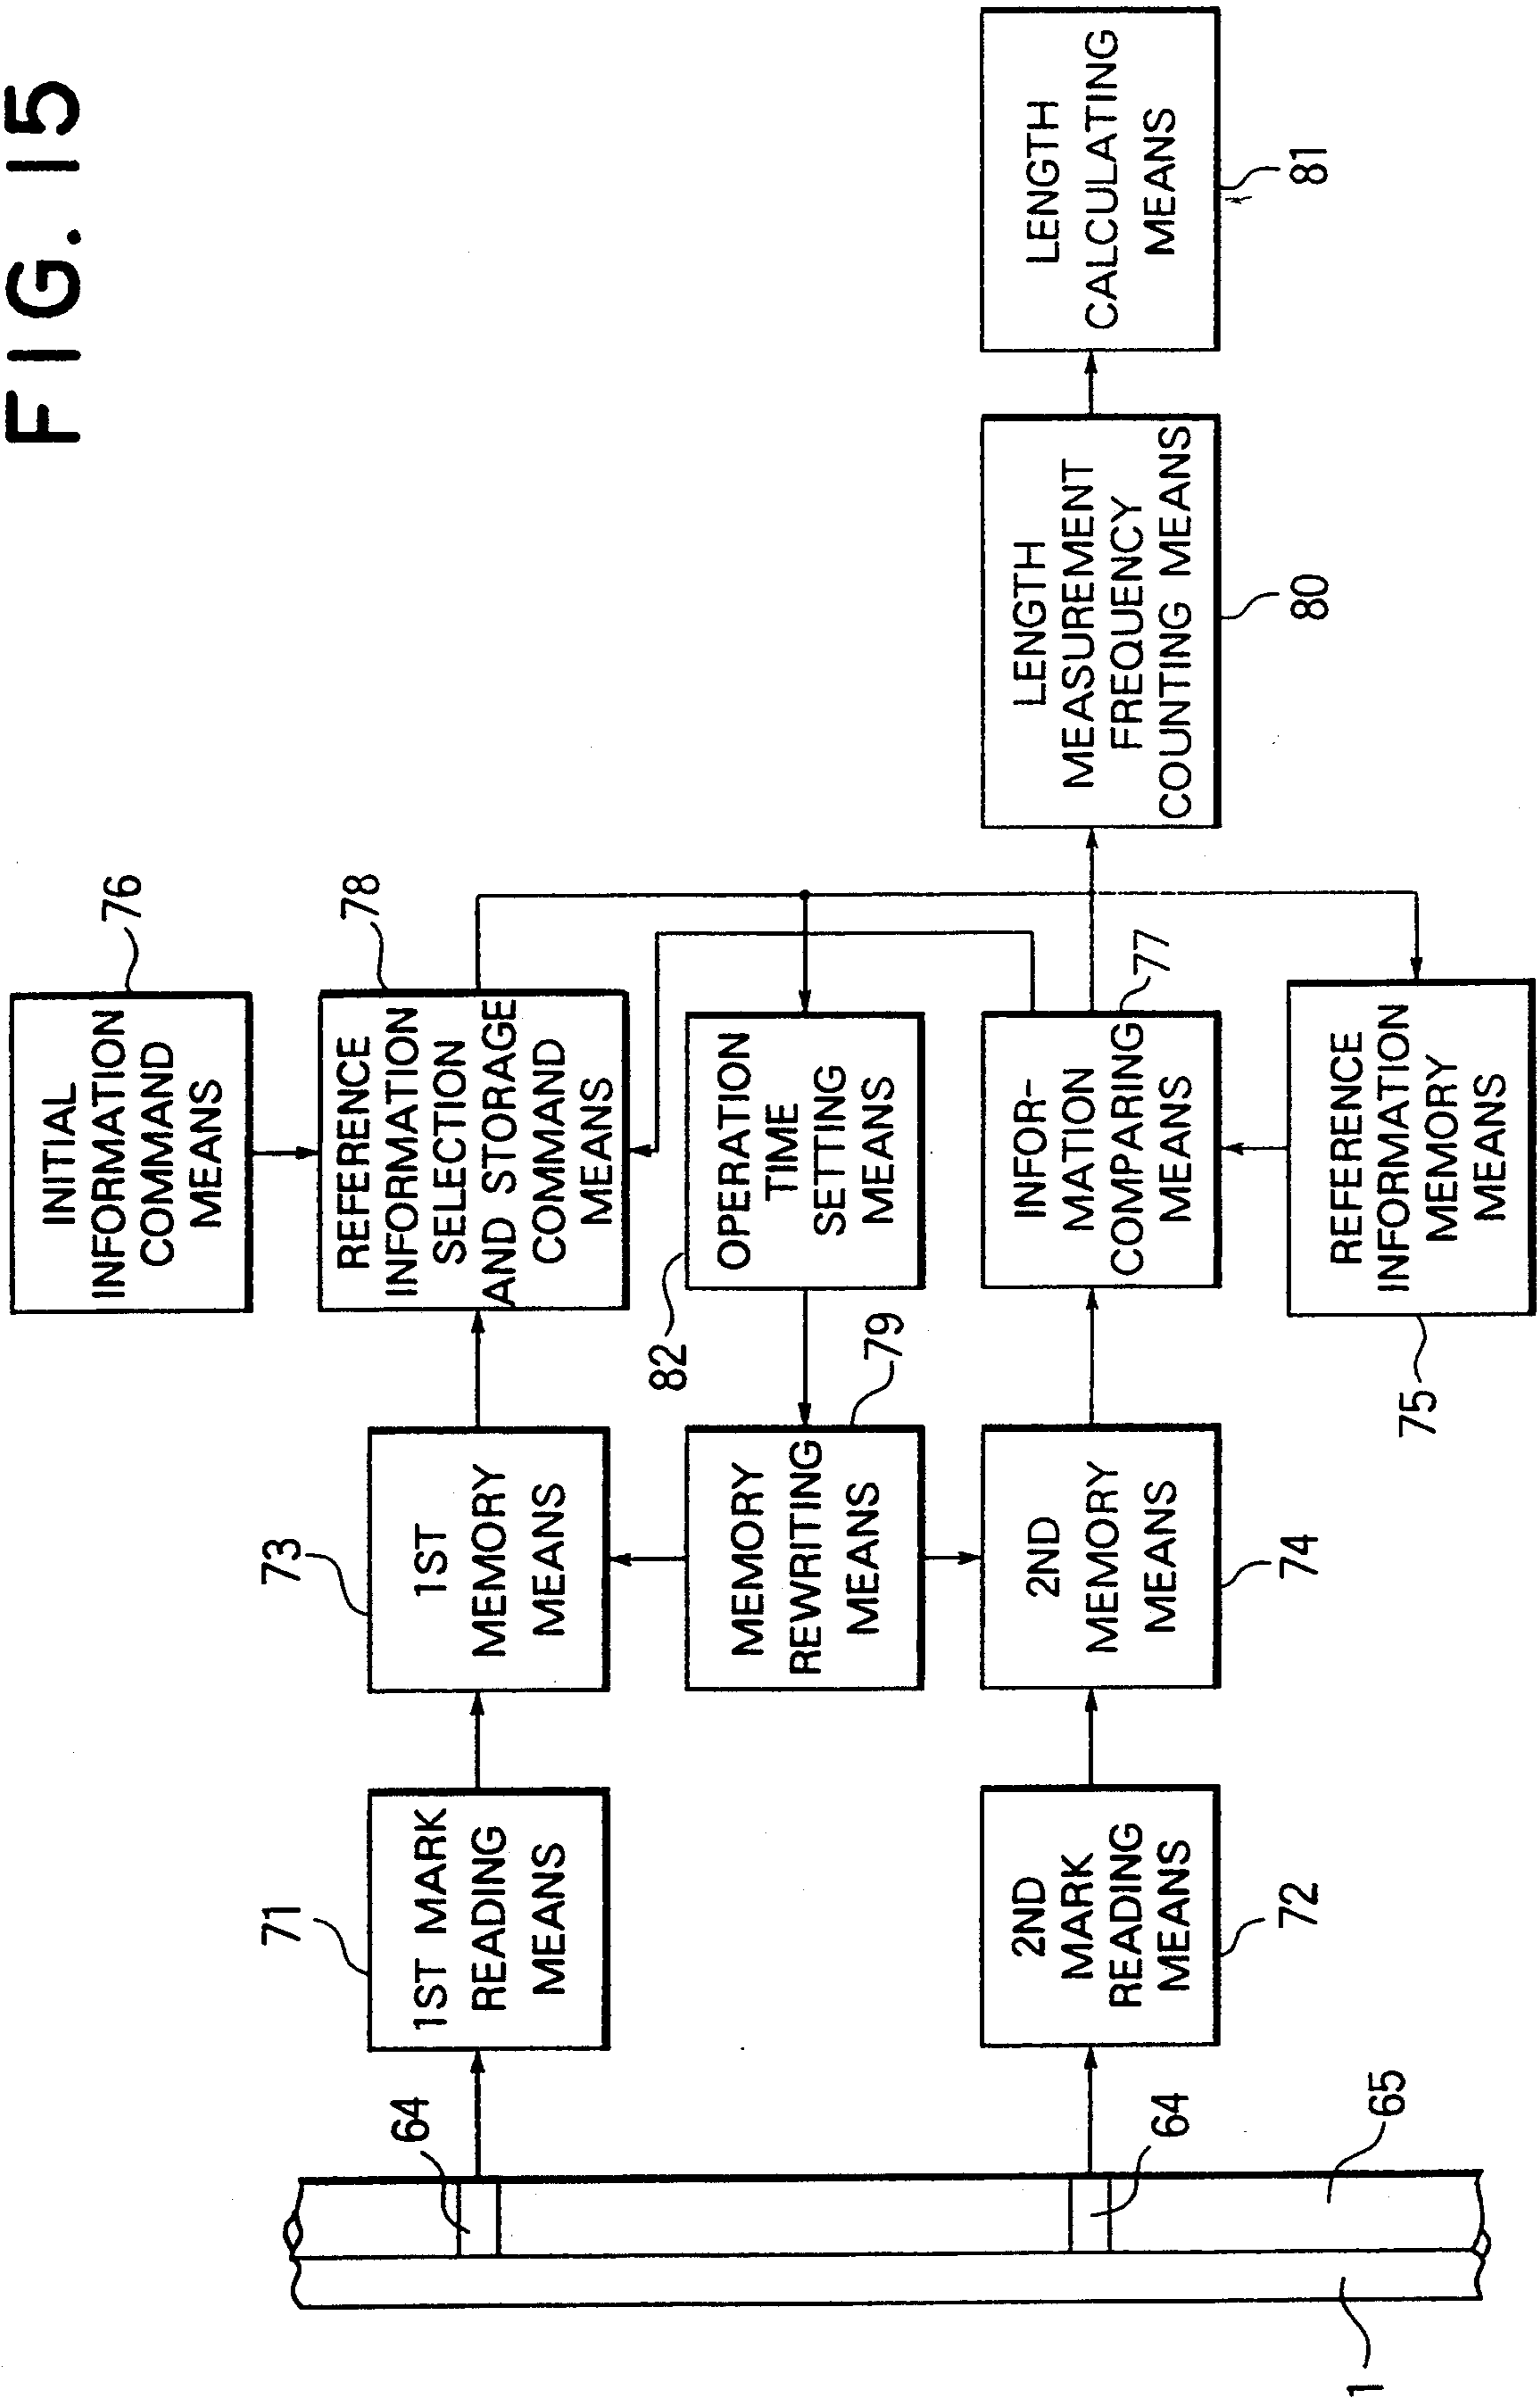 FIG. 15
INITIAL
INFORMATION
COMMAND
MEANS
76
REFERENCE
INFORMATION
SELECTION
AND STORAGE
COMMAND
MEANS
78
1ST
MEMORY
MEANS
73
1ST MARK
READING
MEANS
71
64
OPERATION
TIME
SETTING
MEANS
82
MEMORY
REWRITING
MEANS
79
LENGTH
CALCULATING
MEANS
81
LENGTH
MEASUREMENT
FREQUENCY
COUNTING MEANS
80
INFOR-
MATION
COMPARING
MEANS
77
2ND
MEMORY
MEANS
74
2ND
MARK
READING
MEANS
72
64
REFERENCE
INFORMATION
MEMORY
MEANS
75
65
1